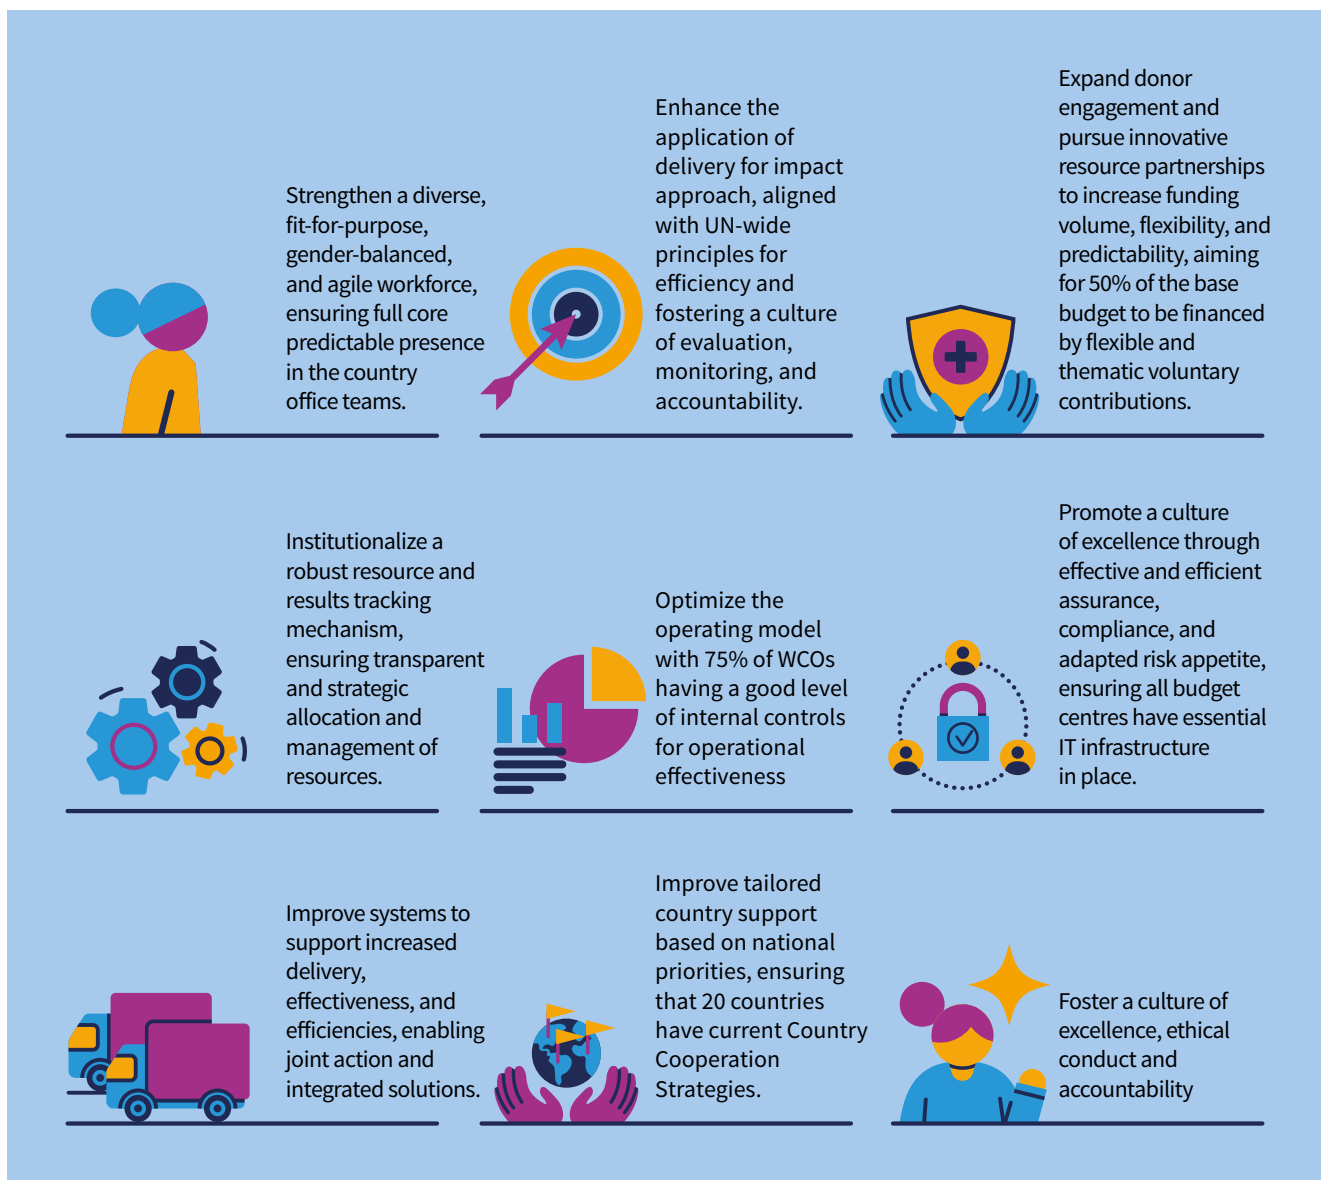 Strengthen a diverse,
fit-for-purpose,
gender-balanced,
and agile workforce,
ensuring full core
predictable presence
in the country
office teams.
Enhance the
application of
delivery for impact
approach, aligned
with UN-wide
principles for
efficiency and
fostering a culture
of evaluation,
monitoring, and
accountability.
Expand donor
engagement and
pursue innovative
resource partnerships
to increase funding
volume, flexibility, and
predictability, aiming
for 50% of the base
budget to be financed
by flexible and
thematic voluntary
contributions.
Institutionalize a
robust resource and
results tracking
mechanism,
ensuring transparent
and strategic
allocation and
management of
resources.
Optimize the
operating model
with 75% of WCOs
having a good level
of internal controls
for operational
effectiveness
Promote a culture
of excellence through
effective and efficient
assurance,
compliance, and
adapted risk appetite,
ensuring all budget
centres have essential
IT infrastructure
in place.
Improve systems to
support increased
delivery,
effectiveness, and
efficiencies, enabling
joint action and
integrated solutions.
Improve tailored
country support
based on national
priorities, ensuring
that 20 countries
have current Country
Cooperation
Strategies.
Foster a culture of
excellence, ethical
conduct and
accountability